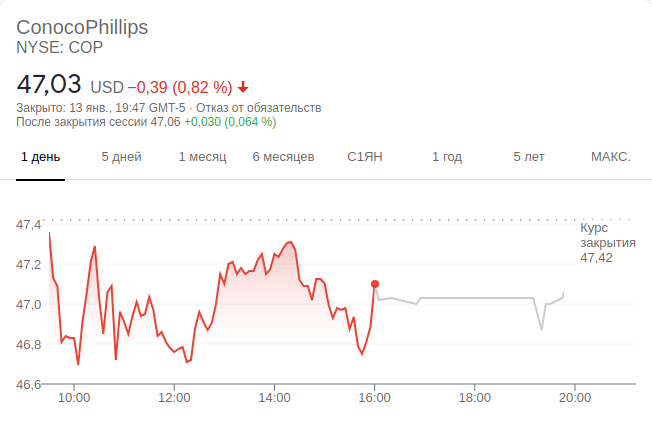 ConocoPhillips
NYSE: COP
47,03 USD −0,39 (0,82 %)
Закрыто: 13 янв., 19:47 GMT-5 · Отказ от обязательств
После закрытия сессии 47,06 +0,030 (0,064 %)
1 день 5 дней 1 месяц 6 месяцев С1ЯН 1 год 5 лет МАКС.
47,4
Курс
закрытия
47,42
47,2
47,0
46,8
46,6
10:00 12:00 14:00 16:00 18:00 20:00